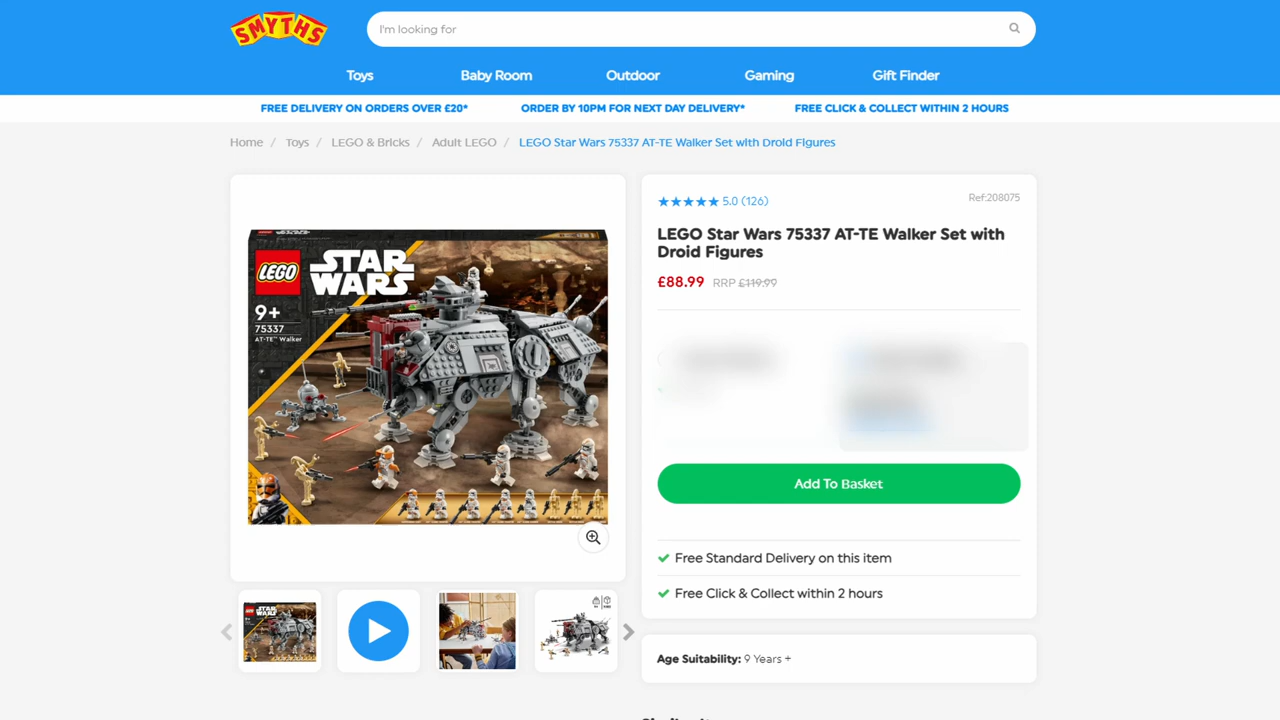 SMYTHS
I'm looking for
Toys
Baby Room
Outdoor
Gaming
Gift Finder
FREE DELIVERY ON ORDERS OVER £20*
ORDER BY 10PM FOR NEXT DAY DELIVERY*
FREE CLICK & COLLECT WITHIN 2 HOURS
Home / Toys / LEGO & Bricks / Adult LEGO / LEGO Star Wars 75337 AT-TE Walker Set with Droid Figures
LEGO
STAR
WARS
9+
75337
AT-TE™ Walker
5.0 (126)
Ref:208075
LEGO Star Wars 75337 AT-TE Walker Set with
Droid Figures
£88.99 RRP £119.99
Add To Basket
Free Standard Delivery on this item
Free Click & Collect within 2 hours
Age Suitability: 9 Years +